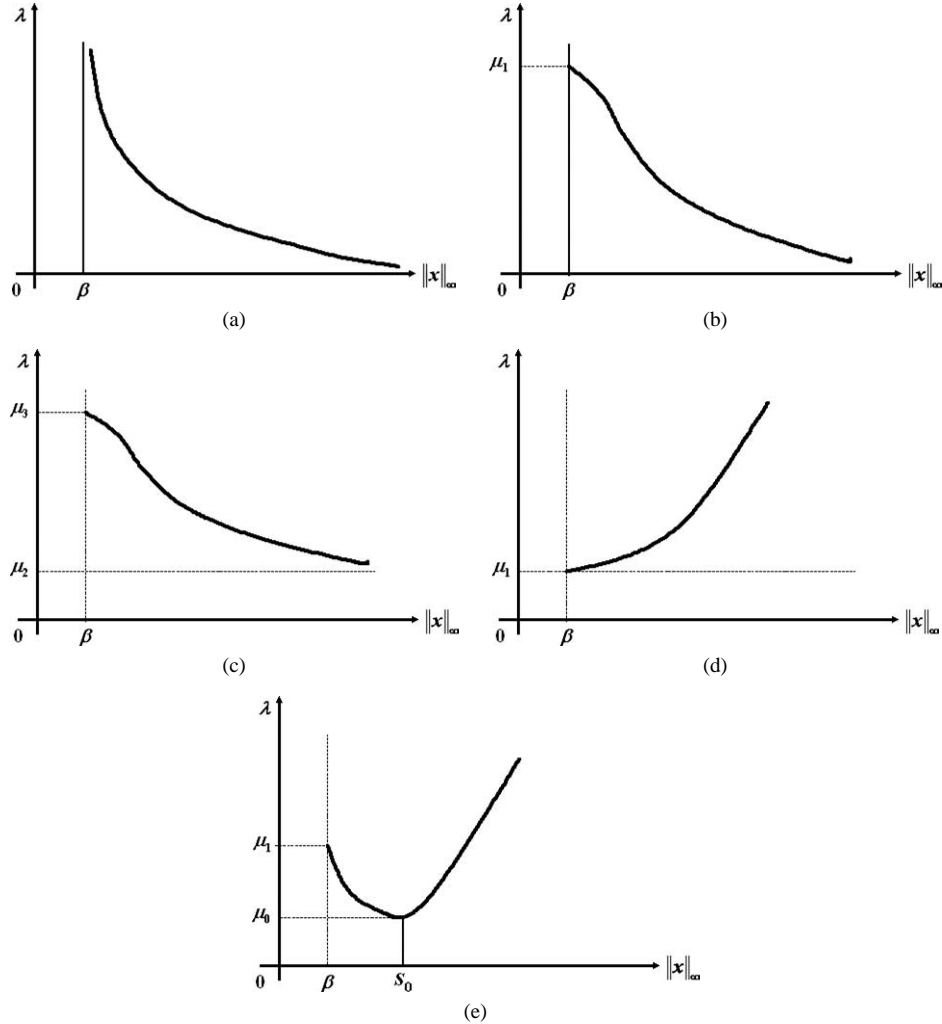 λ
λ
μ₁
0 β ‖x‖∞
0 β ‖x‖∞
(a)
(b)
λ
λ
μ₃
μ₂
μ₁
0 β ‖x‖∞
0 β ‖x‖∞
(c)
(d)
λ
μ₁
μ₀
0 β S₀ ‖x‖∞
(e)